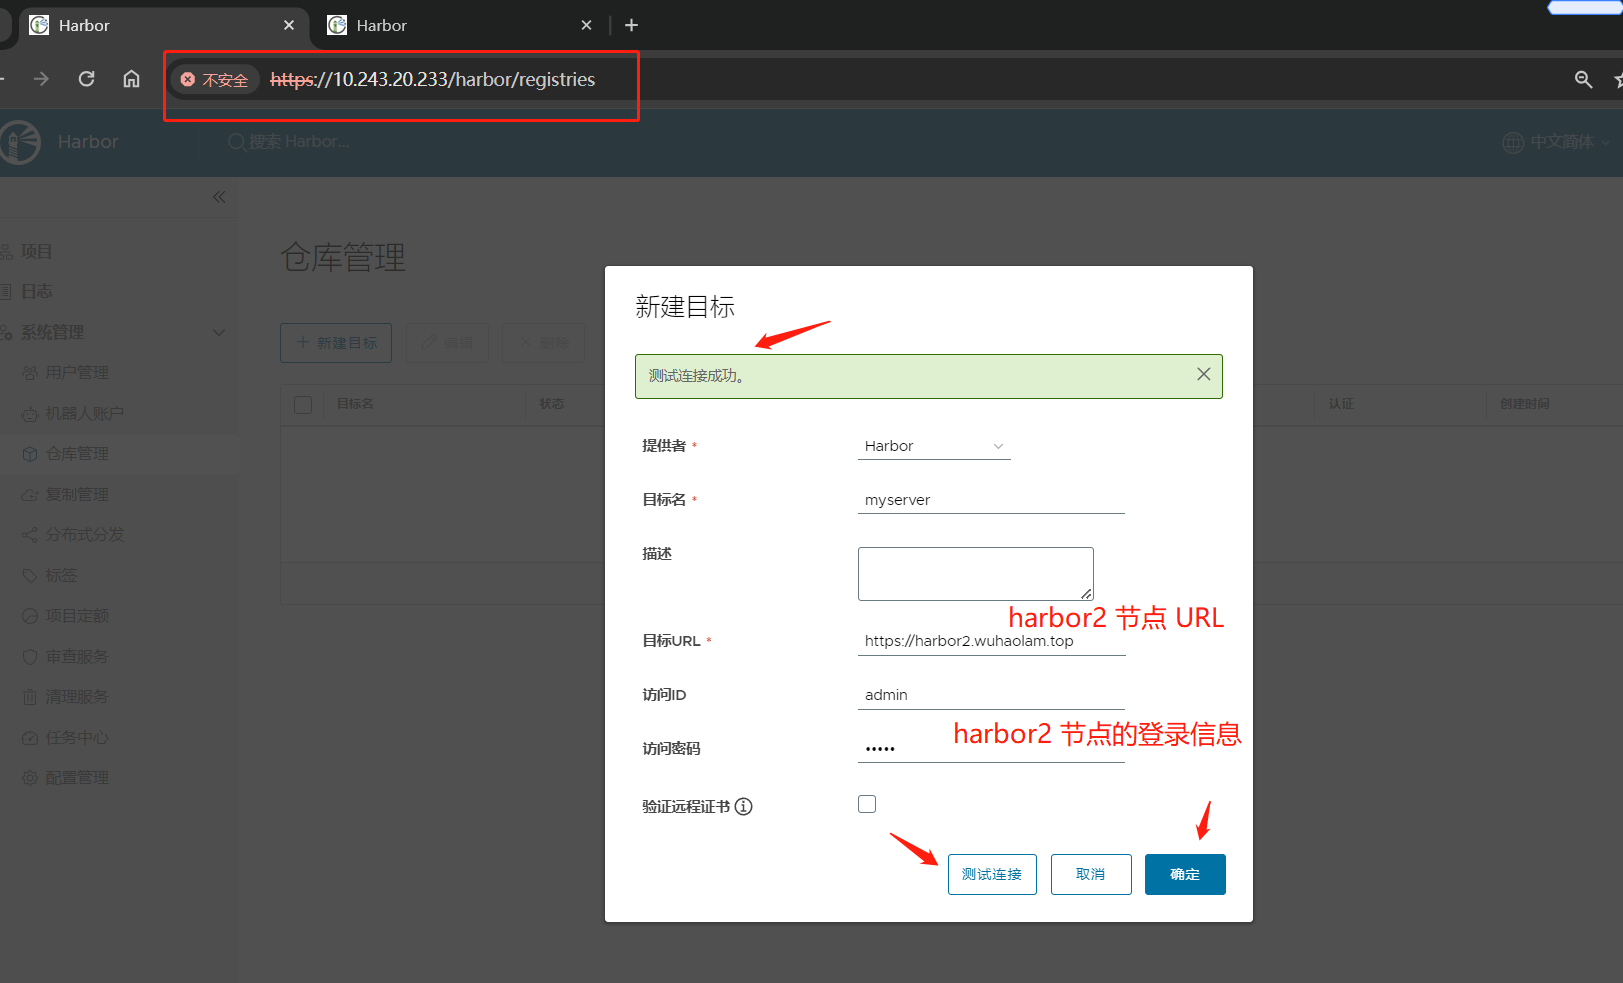 Harbor
Harbor
不安全 https://10.243.20.233/harbor/registries
Harbor 搜索 Harbor... 中文简体
项目
日志
系统管理
用户管理
机器人账户
仓库管理
复制管理
分布式分发
标签
项目定额
审查服务
清理服务
任务中心
配置管理
仓库管理
新建目标 编辑 删除
目标名 状态 认证 创建时间
新建目标
测试连接成功。
提供者 * Harbor
目标名 * myserver
描述
harbor2 节点 URL
目标URL * https://harbor2.wuhaolam.top
访问ID admin
harbor2 节点的登录信息
访问密码 •••••
验证远程证书
测试连接 取消 确定